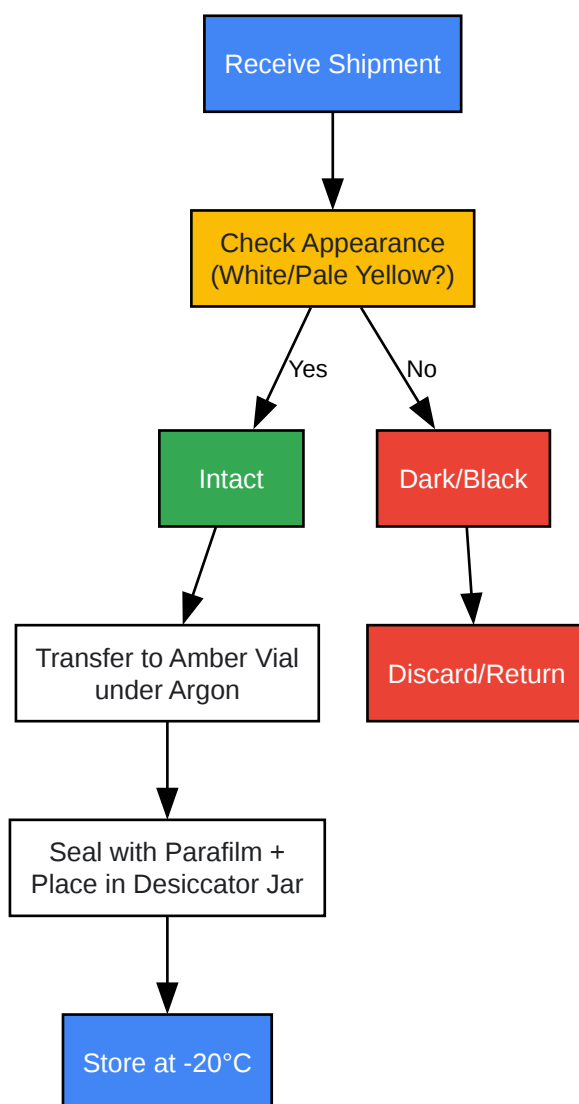 Receive Shipment
Check Appearance
(White/Pale Yellow?)
Yes
No
Intact
Dark/Black
Transfer to Amber Vial
under Argon
Discard/Return
Seal with Parafilm +
Place in Desiccator Jar
Store at -20°C